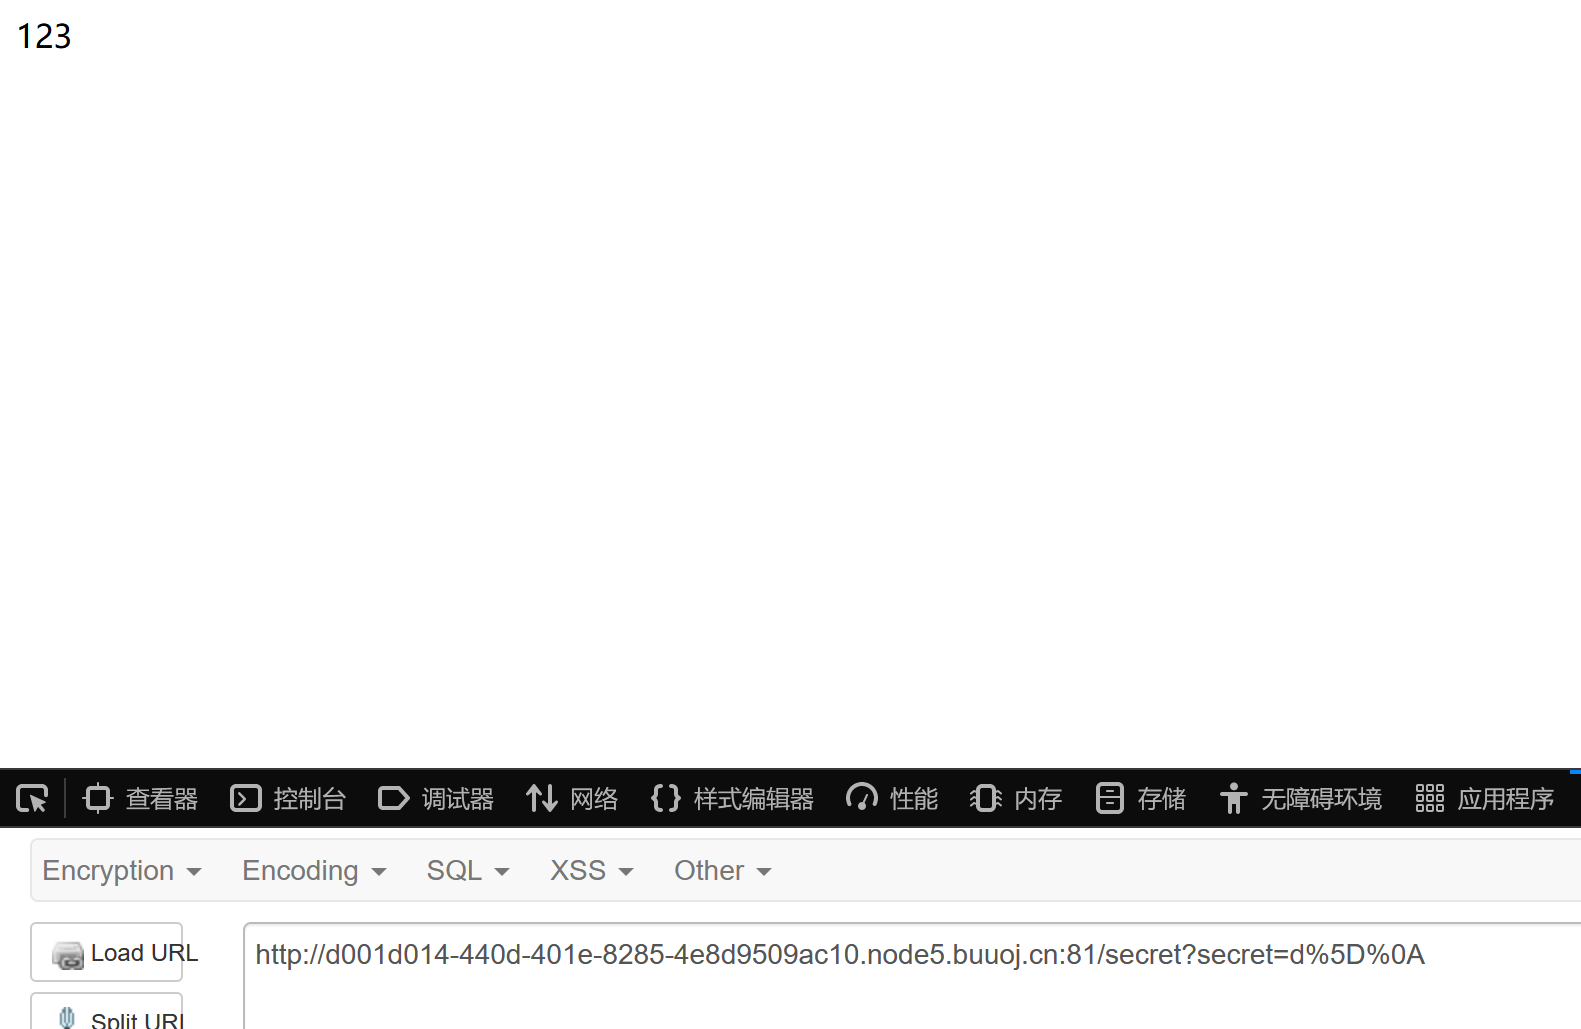 123
查看器 控制台 调试器 网络 样式编辑器 性能 内存 存储 无障碍环境 应用程序
Encryption Encoding SQL XSS Other
Load URL http://d001d014-440d-401e-8285-4e8d9509ac10.node5.buuoj.cn:81/secret?secret=d%5D%0A
Split URL